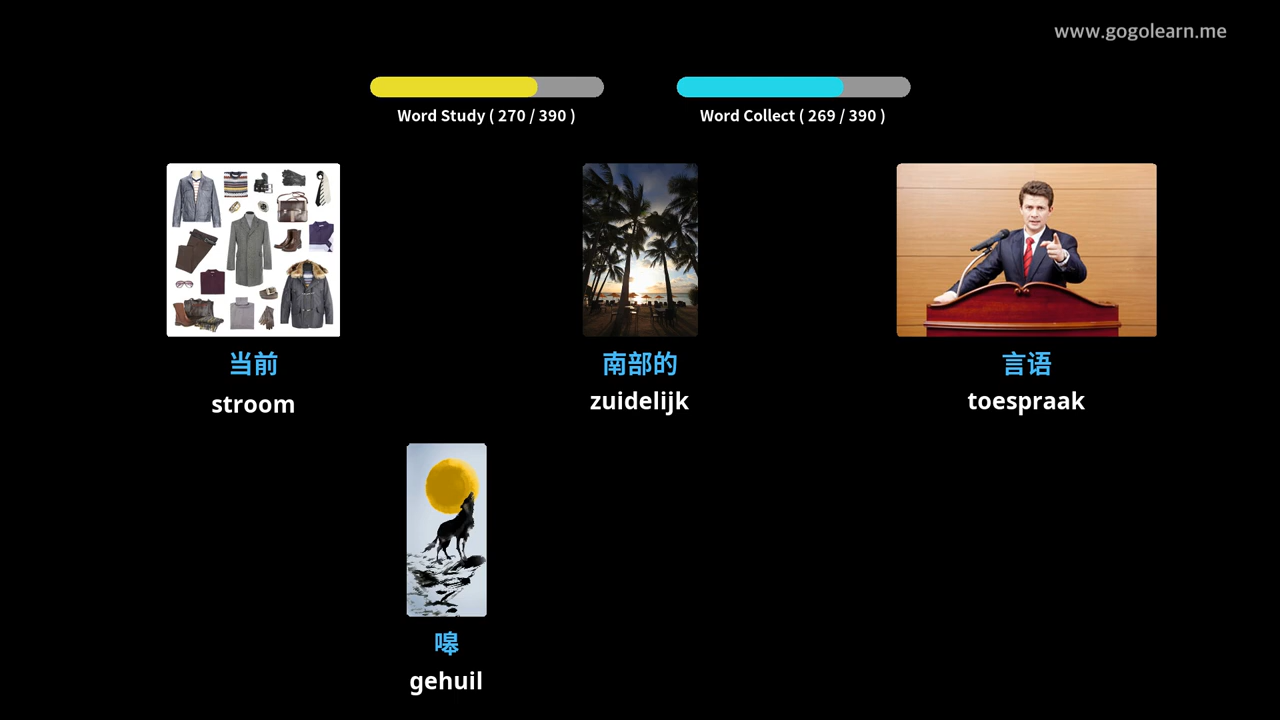 www.gogolearn.me
Word Study ( 270 / 390 )
Word Collect ( 269 / 390 )
当前
stroom
南部的
zuidelijk
言语
toespraak
嗥
gehuil